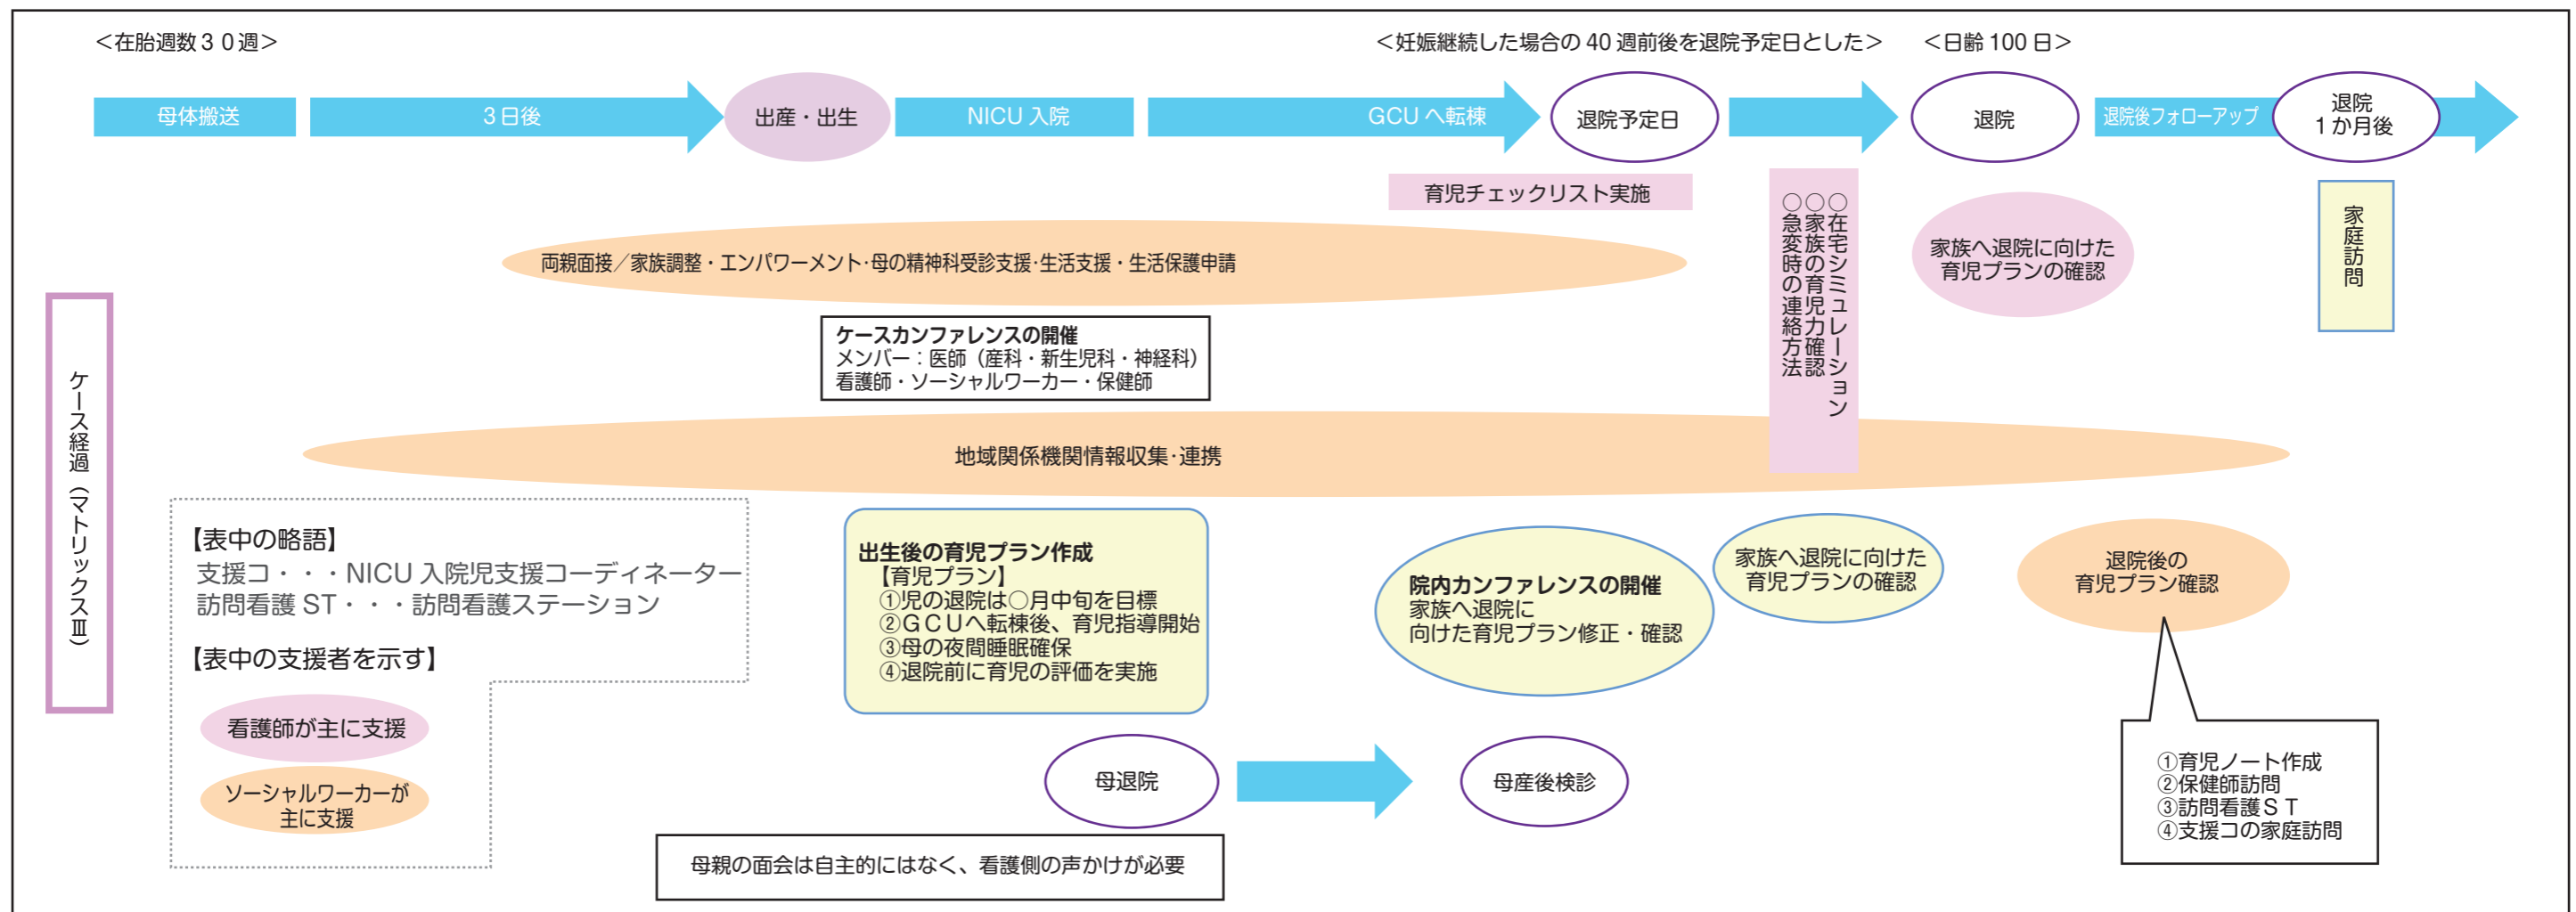 ＜在胎週数３０週＞
＜妊娠継続した場合の 40 週前後を退院予定日とした＞
＜日齢 100 日＞
母体搬送
3 日後
出産・出生
NICU 入院
GCU へ転棟
退院予定日
退院
退院後フォローアップ
退院
1 か月後
育児チェックリスト実施
○在宅シミュレーション
○家族の育児力確認
○急変時の連絡方法
家族へ退院に向けた
育児プランの確認
家庭訪問
両親面接／家族調整・エンパワーメント･母の精神科受診支援･生活支援・生活保護申請
ケースカンファレンスの開催
メンバー：医師（産科・新生児科・神経科）
看護師・ソーシャルワーカー・保健師
ケース経過（マトリックスⅢ）
地域関係機関情報収集･連携
【表中の略語】
支援コ・・・NICU 入院児支援コーディネーター
訪問看護 ST・・・訪問看護ステーション
【表中の支援者を示す】
看護師が主に支援
ソーシャルワーカーが
主に支援
出生後の育児プラン作成
【育児プラン】
①児の退院は○月中旬を目標
②ＧＣＵへ転棟後、育児指導開始
③母の夜間睡眠確保
④退院前に育児の評価を実施
院内カンファレンスの開催
家族へ退院に
向けた育児プラン修正・確認
家族へ退院に向けた
育児プランの確認
退院後の
育児プラン確認
母退院
母産後検診
①育児ノート作成
②保健師訪問
③訪問看護ＳＴ
④支援コの家庭訪問
母親の面会は自主的にはなく、看護側の声かけが必要